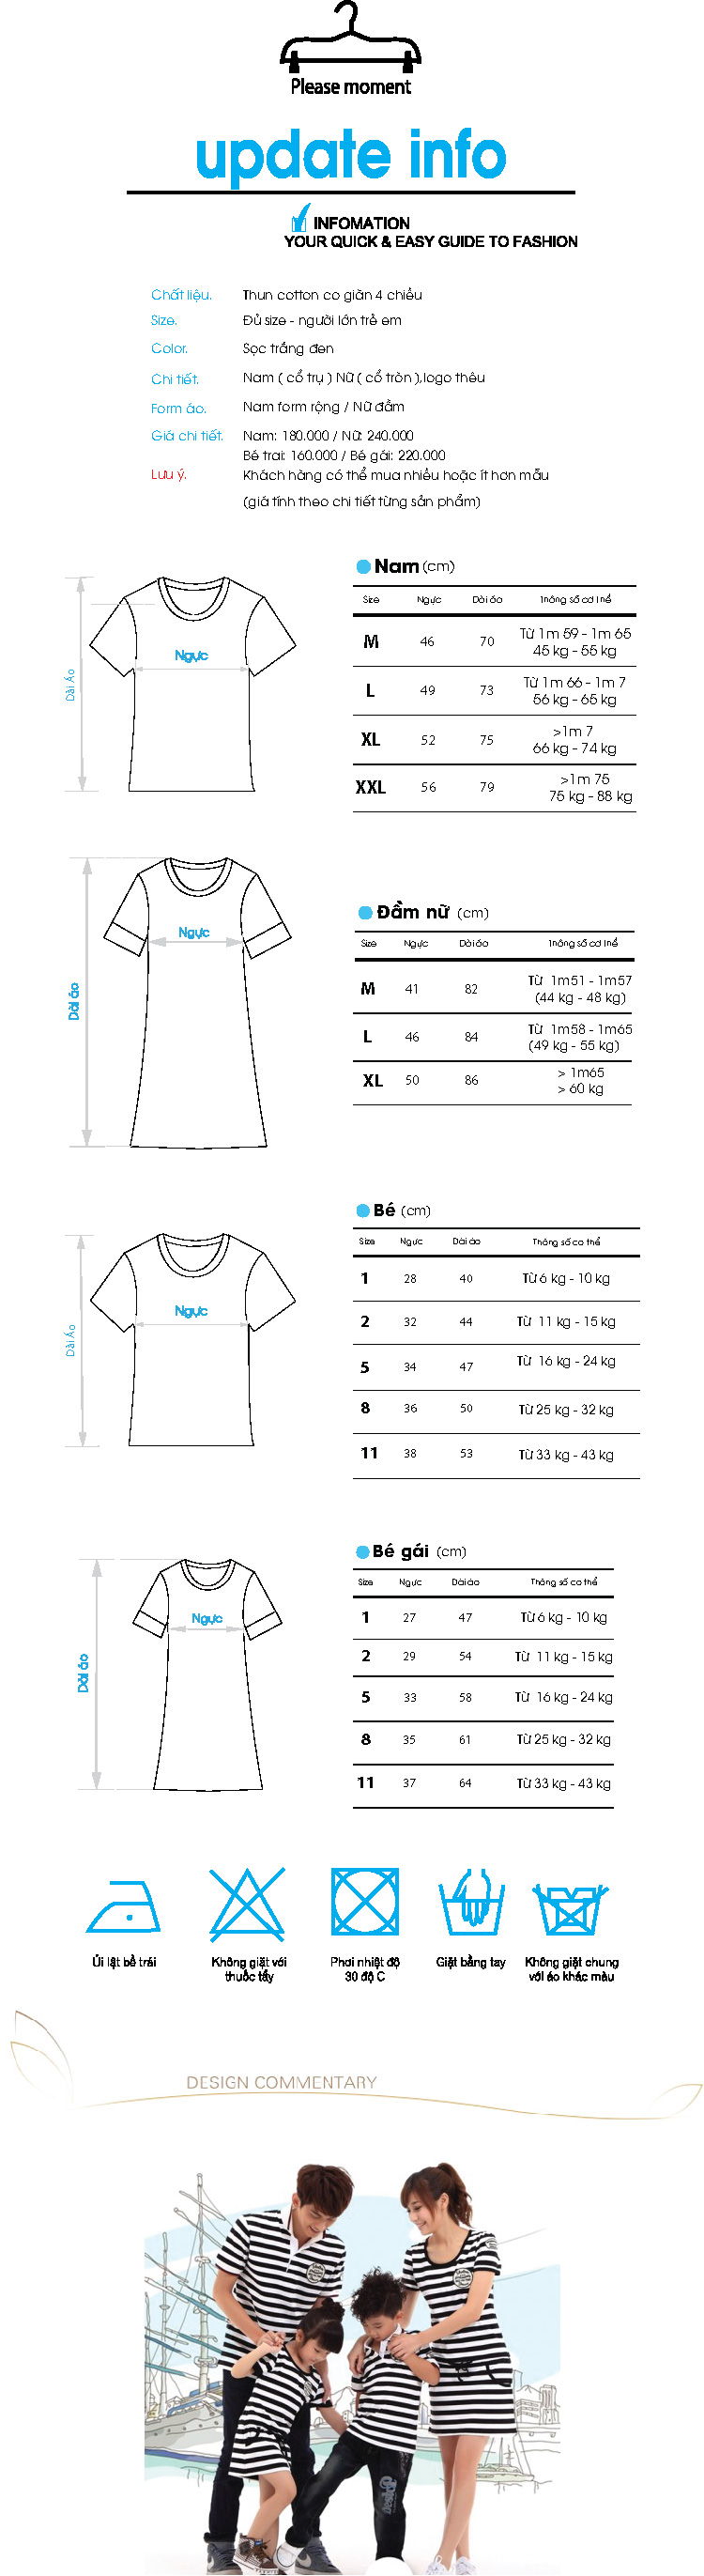 Please moment
update info
INFOMATION
YOUR QUICK & EASY GUIDE TO FASHION
Chất liệu. Thun cotton co giãn 4 chiều
Size. Đủ size - người lớn trẻ em
Color. Sọc trắng đen
Chi tiết. Nam ( cổ trụ ) Nữ ( cổ tròn ),logo thêu
Form áo. Nam form rộng / Nữ đầm
Giá chi tiết. Nam: 180.000 / Nữ: 240.000
Bé trai: 160.000 / Bé gái: 220.000
Lưu ý. Khách hàng có thể mua nhiều hoặc ít hơn mẫu
(giá tính theo chi tiết từng sản phẩm)
Dài Áo
Ngực
Nam (cm)
Size Ngực Dài áo Thông số cơ thể
M 46 70 Từ 1m 59 - 1m 65
45 kg - 55 kg
L 49 73 Từ 1m 66 - 1m 7
56 kg - 65 kg
XL 52 75 >1m 7
66 kg - 74 kg
XXL 56 79 >1m 75
75 kg - 88 kg
Dài áo
Ngực
Đầm nữ (cm)
Size Ngực Dài áo Thông số cơ thể
M 41 82 Từ 1m51 - 1m57
(44 kg - 48 kg)
L 46 84 Từ 1m58 - 1m65
(49 kg - 55 kg)
XL 50 86 > 1m65
> 60 kg
Dài Áo
Ngực
Bé (cm)
Size Ngực Dài áo Thông số cơ thể
1 28 40 Từ 6 kg - 10 kg
2 32 44 Từ 11 kg - 15 kg
5 34 47 Từ 16 kg - 24 kg
8 36 50 Từ 25 kg - 32 kg
11 38 53 Từ 33 kg - 43 kg
Dài áo
Ngực
Bé gái (cm)
Size Ngực Dài áo Thông số cơ thể
1 27 47 Từ 6 kg - 10 kg
2 29 54 Từ 11 kg - 15 kg
5 33 58 Từ 16 kg - 24 kg
8 35 61 Từ 25 kg - 32 kg
11 37 64 Từ 33 kg - 43 kg
Ủi lật bề trái
Không giặt với
thuốc tẩy
Phơi nhiệt độ
30 độ C
Giặt bằng tay
Không giặt chung
với áo khác màu
DESIGN COMMENTARY